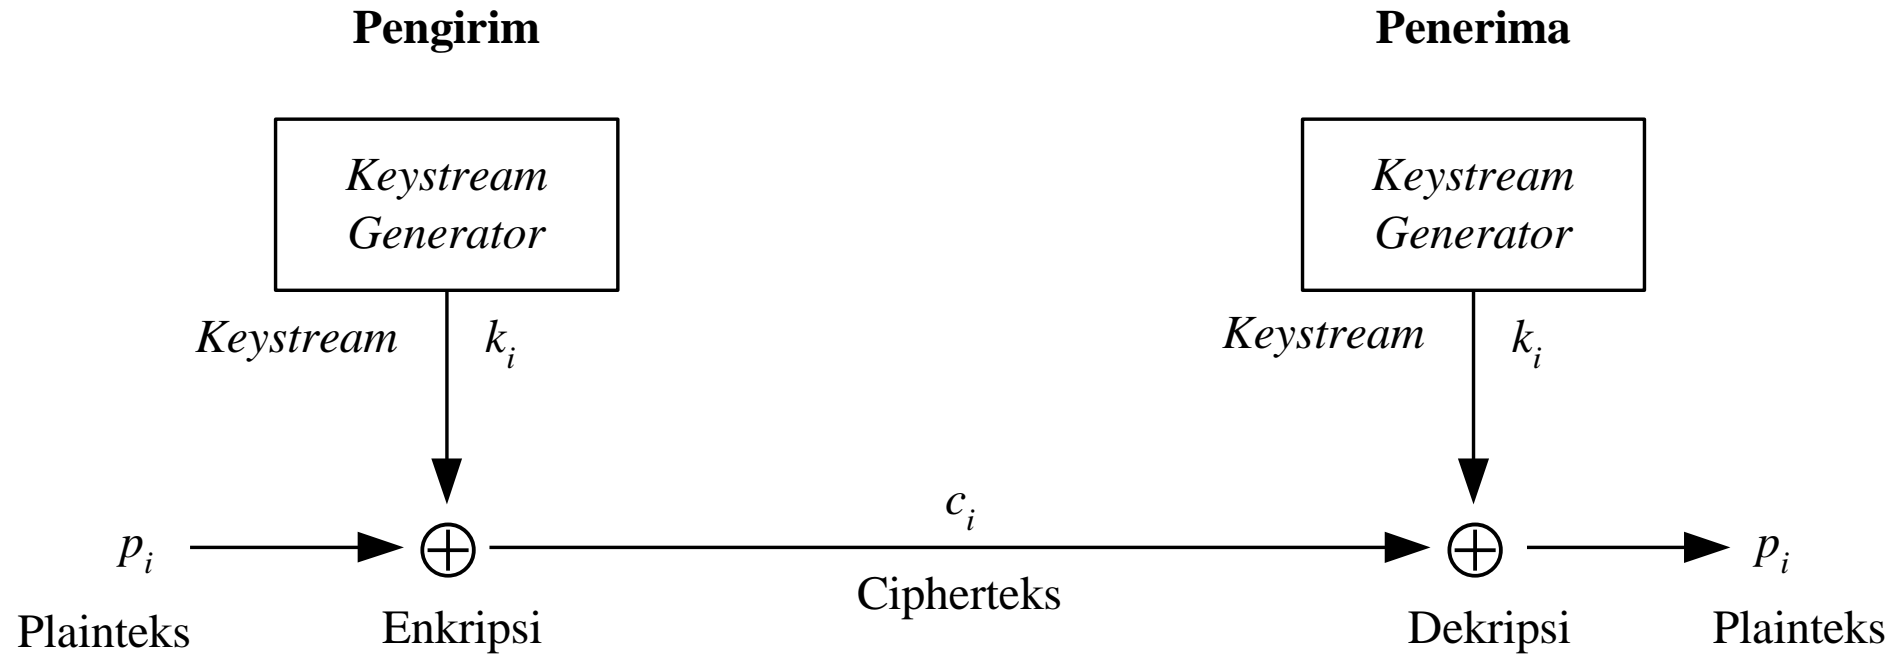 Pengirim
Penerima
Keystream
Generator
Keystream
Generator
Keystream
k_i
Keystream
k_i
c_i
p_i
p_i
Cipherteks
Plainteks
Enkripsi
Dekripsi
Plainteks